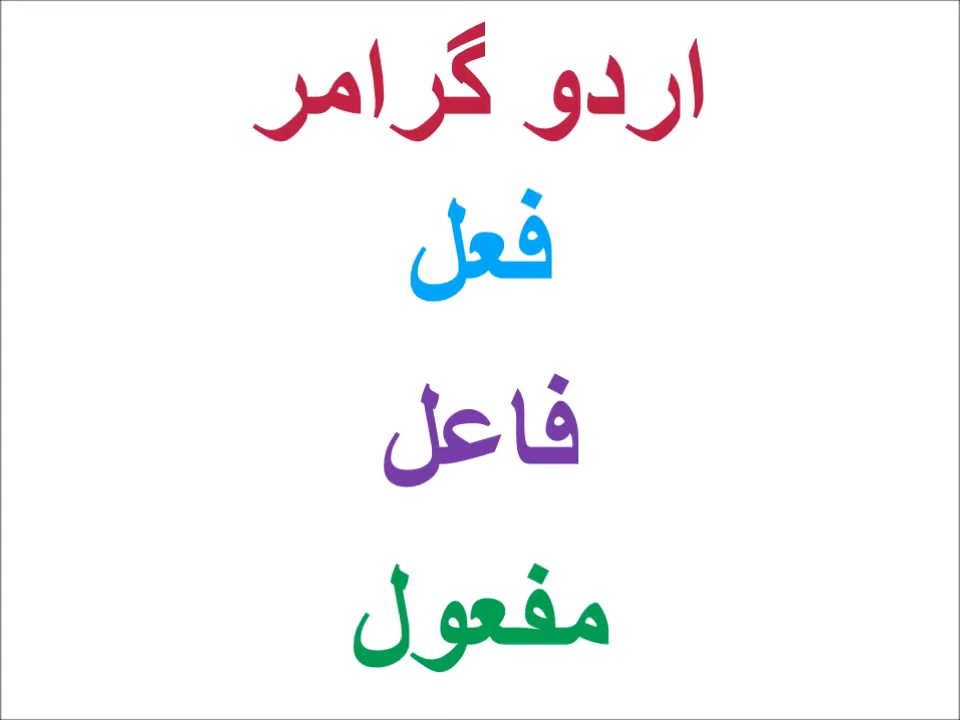 اردو گرامر
فعل
فاعل
مفعول